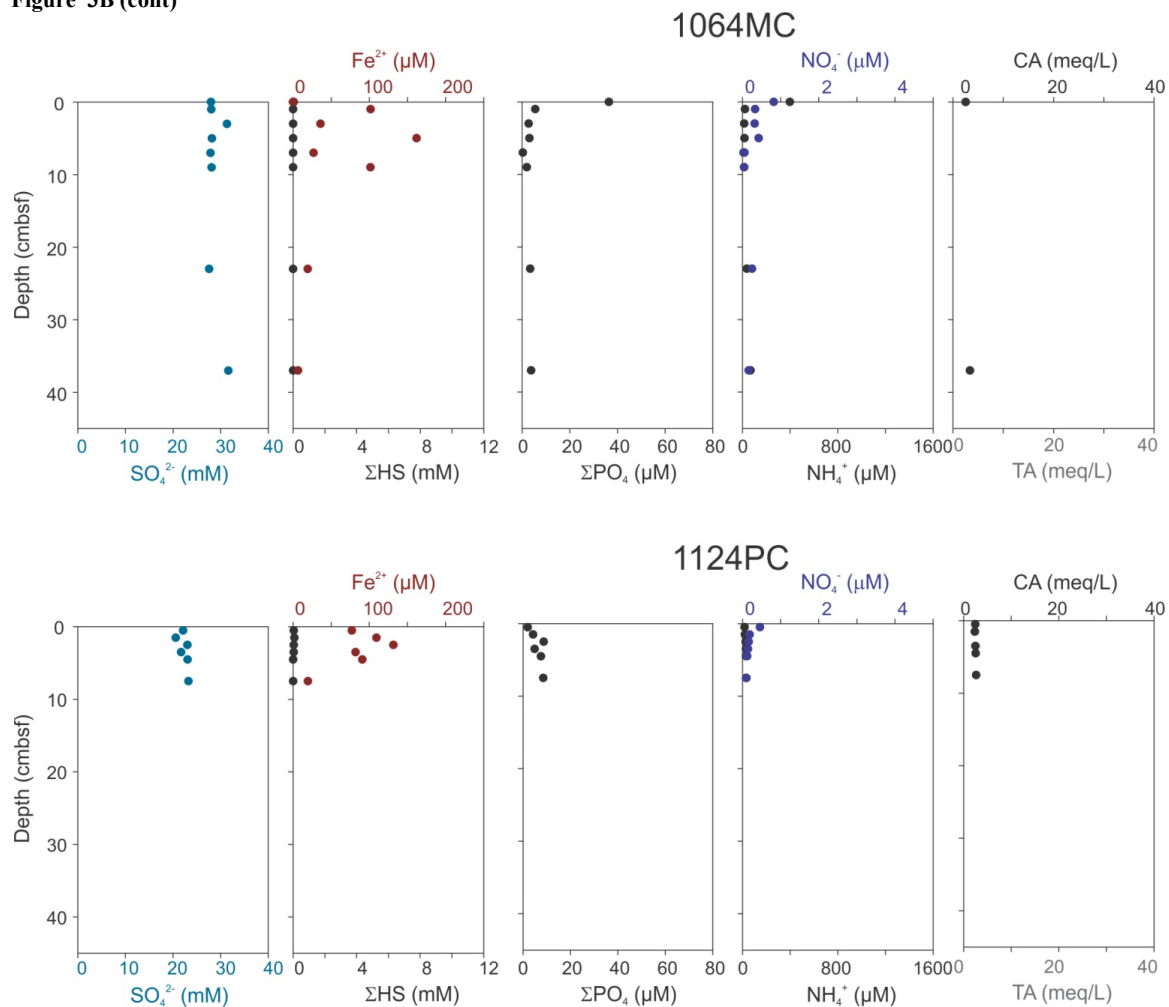 Figure 3B (cont)
1064MC
Fe²⁺ (µM) NO₄⁻ (µM) CA (meq/L)
0 100 200 0 2 4 0 20 40
0
10
20
30
40
Depth (cmbsf)
0 10 20 30 40 0 4 8 12 0 20 40 60 80 0 800 1600 0 20 40
SO₄²⁻ (mM) ΣHS (mM) ΣPO₄ (µM) NH₄⁺ (µM) TA (meq/L)
1124PC
Fe²⁺ (µM) NO₄⁻ (µM) CA (meq/L)
0 100 200 0 2 4 0 20 40
0
10
20
30
40
Depth (cmbsf)
0 10 20 30 40 0 4 8 12 0 20 40 60 80 0 800 1600 0 20 40
SO₄²⁻ (mM) ΣHS (mM) ΣPO₄ (µM) NH₄⁺ (µM) TA (meq/L)